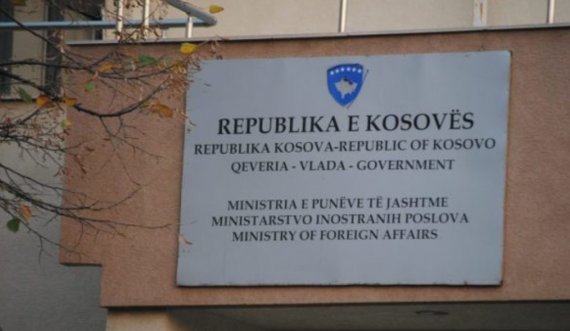 REPUBLIKA E KOSOVËS
REPUBLIKA KOSOVA-REPUBLIC OF KOSOVO
QEVERIA - VLADA - GOVERNMENT
MINISTRIA E PUNËVE TË JASHTME
MINISTARSTVO INOSTRANIH POSLOVA
MINISTRY OF FOREIGN AFFAIRS